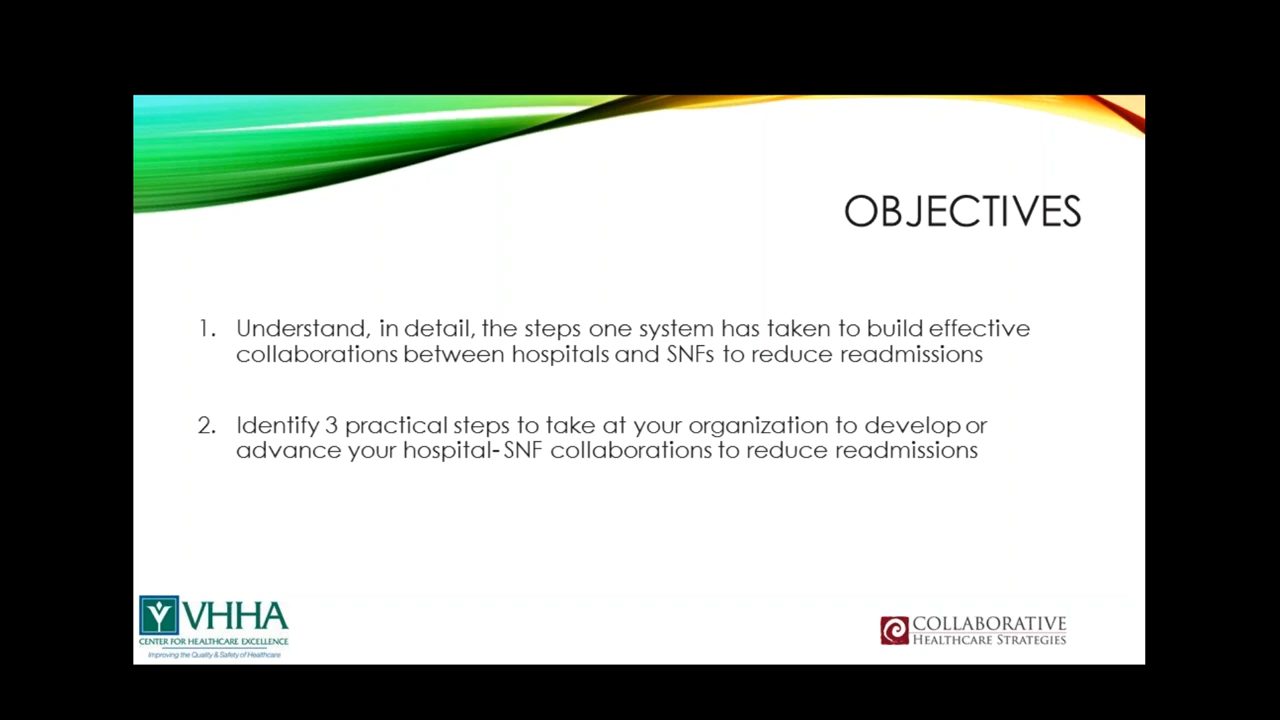 OBJECTIVES
1. Understand, in detail, the steps one system has taken to build effective
collaborations between hospitals and SNFs to reduce readmissions
2. Identify 3 practical steps to take at your organization to develop or
advance your hospital- SNF collaborations to reduce readmissions
VHHA
CENTER FOR HEALTHCARE EXCELLENCE
Improving the Quality & Safety of Healthcare
COLLABORATIVE
HEALTHCARE STRATEGIES